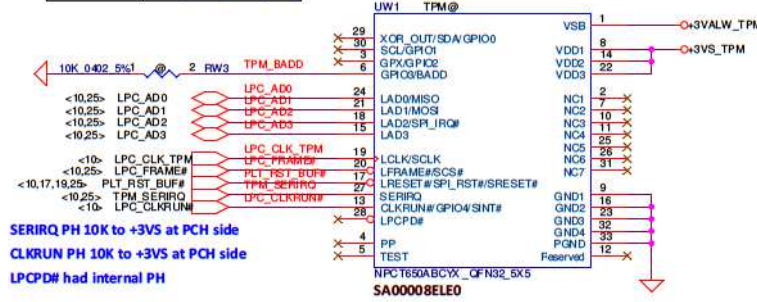 UW1 TPM@
29 XOR_OUT/SDA/GPIO0
30 SCL/GPIO1
3 GPX/GPIO2
6 GPIO3/BADD
10K_0402_5% 1 @ 2 RW3 TPM_BADD
<10,25> LPC_AD0 LPC_AD0 24 LAD0/MISO
<10,25> LPC_AD1 LPC_AD1 21 LAD1/MOSI
<10,25> LPC_AD2 LPC_AD2 18 LAD2/SPI_IRQ#
<10,25> LPC_AD3 LPC_AD3 15 LAD3
<10> LPC_CLK_TPM LPC_CLK_TPM 19 LCLK/SCLK
<10,25> LPC_FRAME# LPC_FRAME# 20 LFRAME#/SCS#
<10,17,19,25> PLT_RST_BUF# PLT_RST_BUF# 17 LRESET#/SPI_RST#/SRESET#
<10,25> TPM_SERIRQ TPM_SERIRQ 27 SERIRQ
<10> LPC_CLKRUN# LPC_CLKRUN# 13 CLKRUN#/GPIO4/SINT#
28 LPCPD#
4 PP
5 TEST
VSB 1 +3VALW_TPM
VDD1 8 +3VS_TPM
VDD2 14
VDD3 22
NC1 2
NC2 7
NC3 10
NC4 11
NC5 25
NC6 26
NC7 31
GND1 9
GND2 16
GND3 23
GND4 32
PGND 33
Reserved 12
SERIRQ PH 10K to +3VS at PCH side
CLKRUN PH 10K to +3VS at PCH side
LPCPD# had internal PH
NPCT650ABCYX_QFN32_5X5
SA00008ELE0